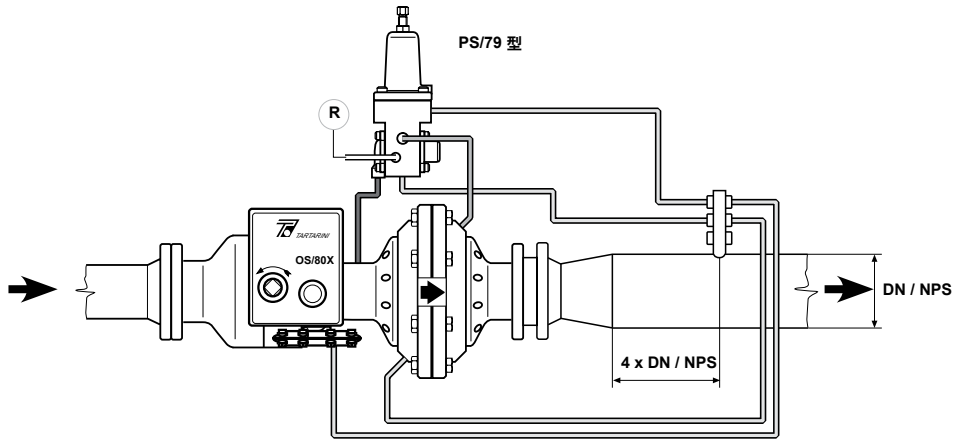 PS/79 型
R
TARTARINI
OS/80X
DN / NPS
4 x DN / NPS